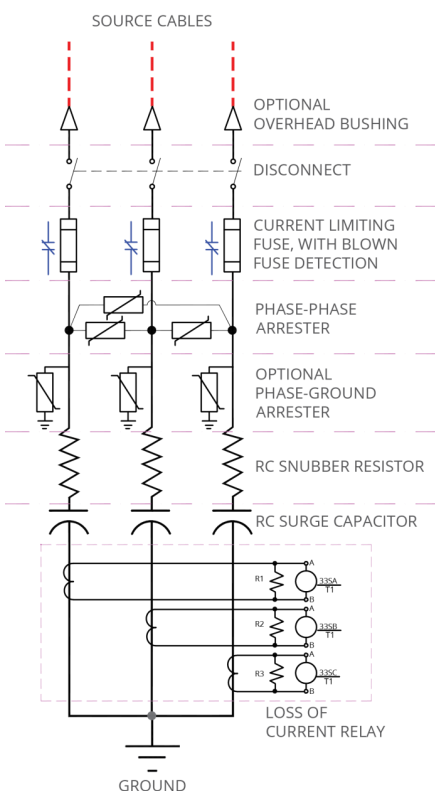 SOURCE CABLES
OPTIONAL
OVERHEAD BUSHING
DISCONNECT
CURRENT LIMITING
FUSE, WITH BLOWN
FUSE DETECTION
PHASE-PHASE
ARRESTER
OPTIONAL
PHASE-GROUND
ARRESTER
RC SNUBBER RESISTOR
RC SURGE CAPACITOR
A
R1
33SA
T1
B
A
R2
33SB
T1
B
A
R3
33SC
T1
B
LOSS OF
CURRENT RELAY
GROUND